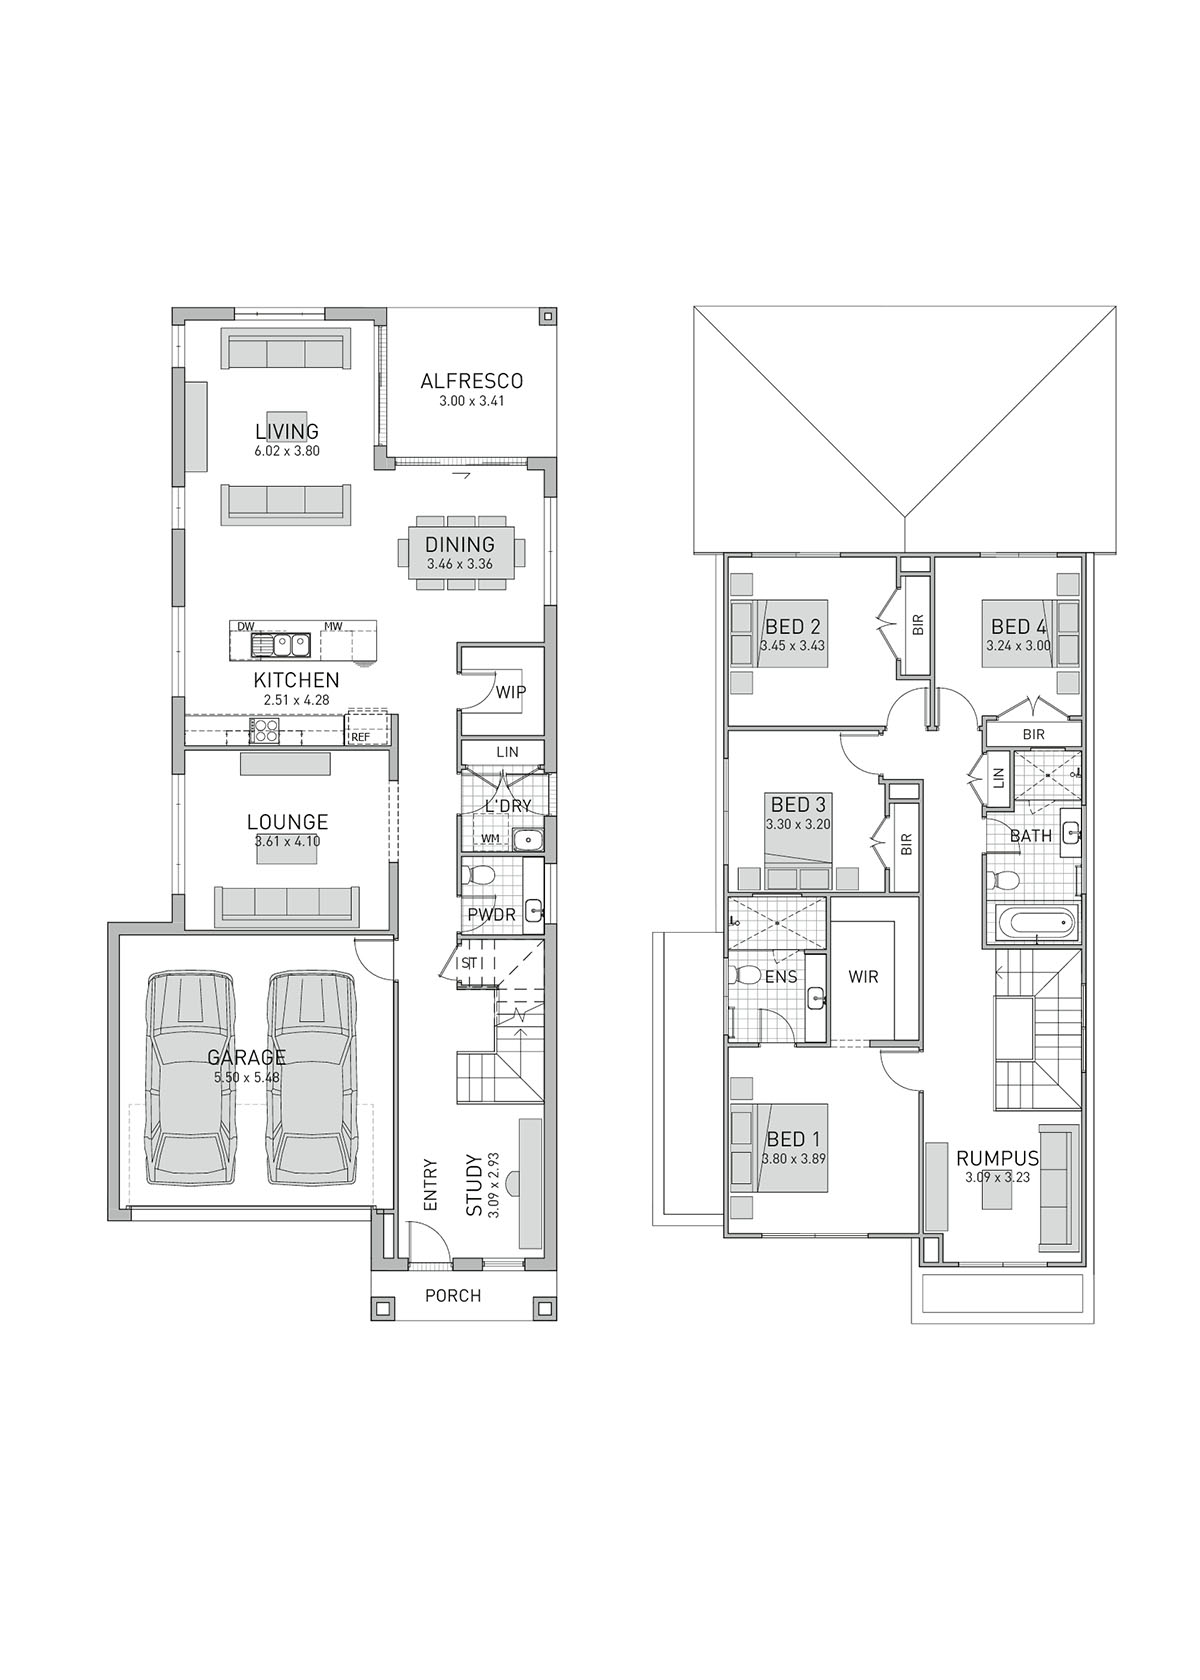 ALFRESCO
3.00 x 3.41
LIVING
6.02 x 3.80
DINING
3.46 x 3.36
DW
MW
KITCHEN
2.51 x 4.28
WIP
REF
LIN
LOUNGE
3.61 x 4.10
L'DRY
WM
PWDR
ST
GARAGE
5.50 x 5.48
ENTRY
STUDY
3.09 x 2.93
PORCH
BED 2
3.45 x 3.43
BIR
BED 4
3.24 x 3.00
BIR
LIN
BED 3
3.30 x 3.20
BIR
BATH
ENS
WIR
BED 1
3.80 x 3.89
RUMPUS
3.09 x 3.23